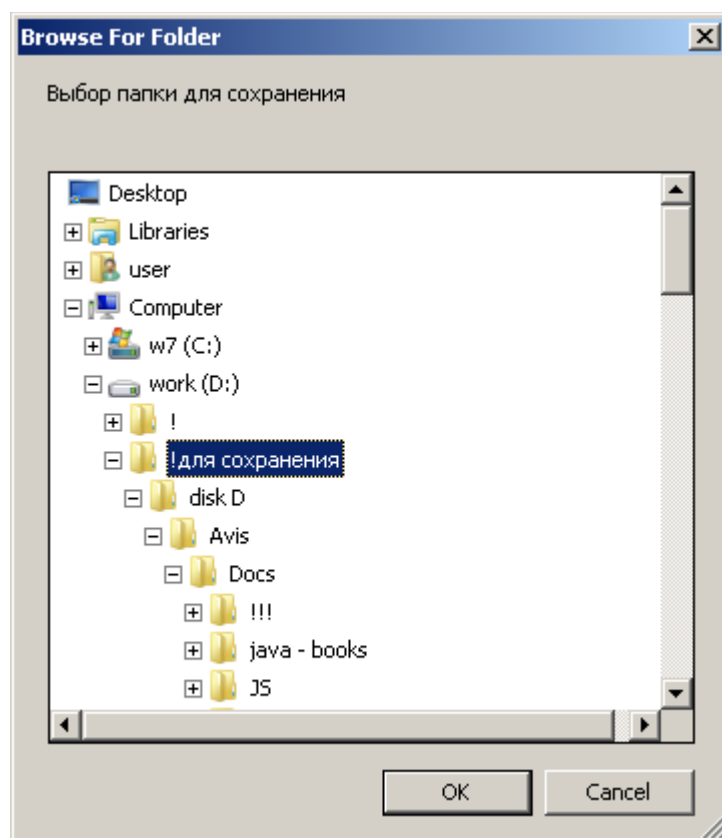 Browse For Folder
Выбор папки для сохранения
Desktop
Libraries
user
Computer
w7 (C:)
work (D:)
!
!для сохранения
disk D
Avis
Docs
!!!
java - books
JS
OK
Cancel